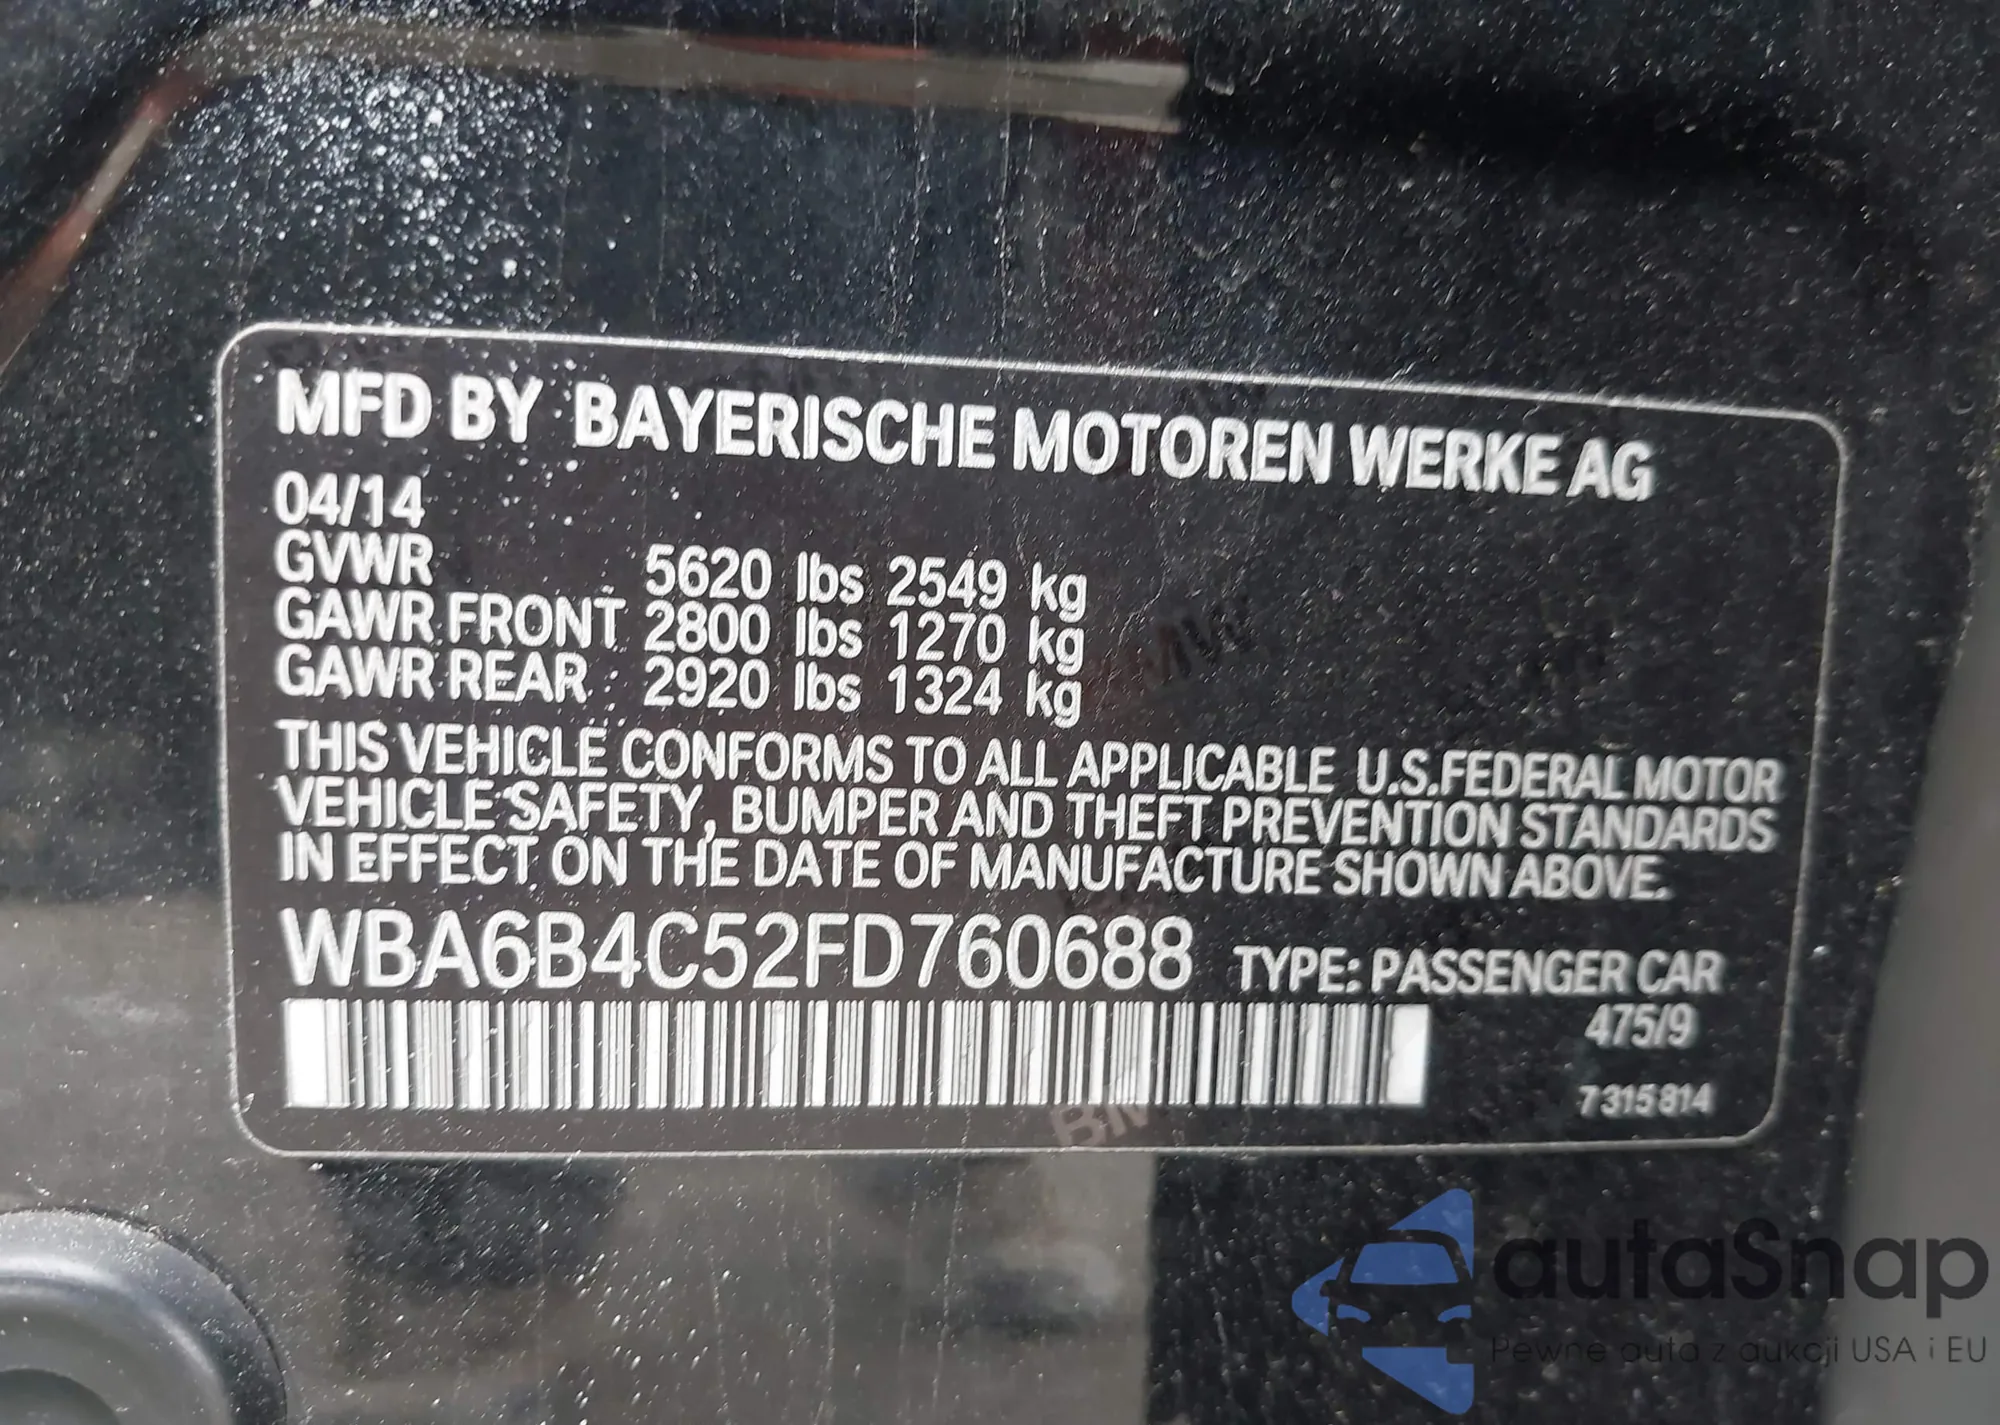 MFD BY BAYERISCHE MOTOREN WERKE AG
04/14
GVWR 5620 lbs 2549 kg
GAWR FRONT 2800 lbs 1270 kg
GAWR REAR 2920 lbs 1324 kg
THIS VEHICLE CONFORMS TO ALL APPLICABLE U.S.FEDERAL MOTOR
VEHICLE SAFETY, BUMPER AND THEFT PREVENTION STANDARDS
IN EFFECT ON THE DATE OF MANUFACTURE SHOWN ABOVE.
WBA6B4C52FD760688 TYPE: PASSENGER CAR
475/9
7315814
BMW
BMW
autaSnap
Pewne auta z aukcji USA i EU